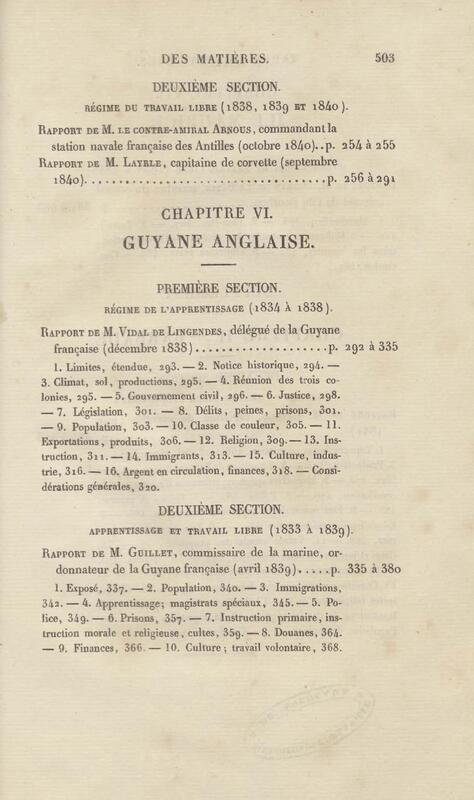 DES MATIÈRES. 503
DEUXIÈME SECTION.
RÉGIME DU TRAVAIL LIBRE (1838, 1839 ET 1840).
RAPPORT DE M. LE CONTRE-AMIRAL ARNOUS, commandant la
station navale française des Antilles (octobre 1840)..p. 254 à 255
RAPPORT DE M. LAYRLE, capitaine de corvette (septembre
1840)...................................p. 256 à 291
CHAPITRE VI.
GUYANE ANGLAISE.
PREMIÈRE SECTION.
RÉGIME DE L'APPRENTISSAGE (1834 À 1838).
RAPPORT DE M. VIDAL DE LINGENDES, délégué de la Guyane
française (décembre 1838)...................p. 292 à 335
1. Limites, étendue, 293. — 2. Notice historique, 294. —
3. Climat, sol, productions, 295. — 4. Réunion des trois co-
lonies, 295. — 5. Gouvernement civil, 296. — 6. Justice, 298.
— 7. Législation, 301. — 8. Délits, peines, prisons, 301.
— 9. Population, 303. — 10. Classe de couleur, 305. — 11.
Exportations, produits, 306. — 12. Religion, 309. — 13. Ins-
truction, 311. — 14. Immigrants, 313. — 15. Culture, indus-
trie, 316. — 16. Argent en circulation, finances, 318. — Consi-
dérations générales, 320.
DEUXIÈME SECTION.
APPRENTISSAGE ET TRAVAIL LIBRE (1833 À 1839).
RAPPORT DE M. GUILLET, commissaire de la marine, or-
donnateur de la Guyane française (avril 1839).....p. 335 à 380
1. Exposé, 337. — 2. Population, 340. — 3. Immigrations,
342. — 4. Apprentissage; magistrats spéciaux, 345. — 5. Po-
lice, 349. — 6. Prisons, 357. — 7. Instruction primaire, ins-
truction morale et religieuse, cultes, 359. — 8. Douanes, 364.
— 9. Finances, 366. — 10. Culture; travail volontaire, 368.